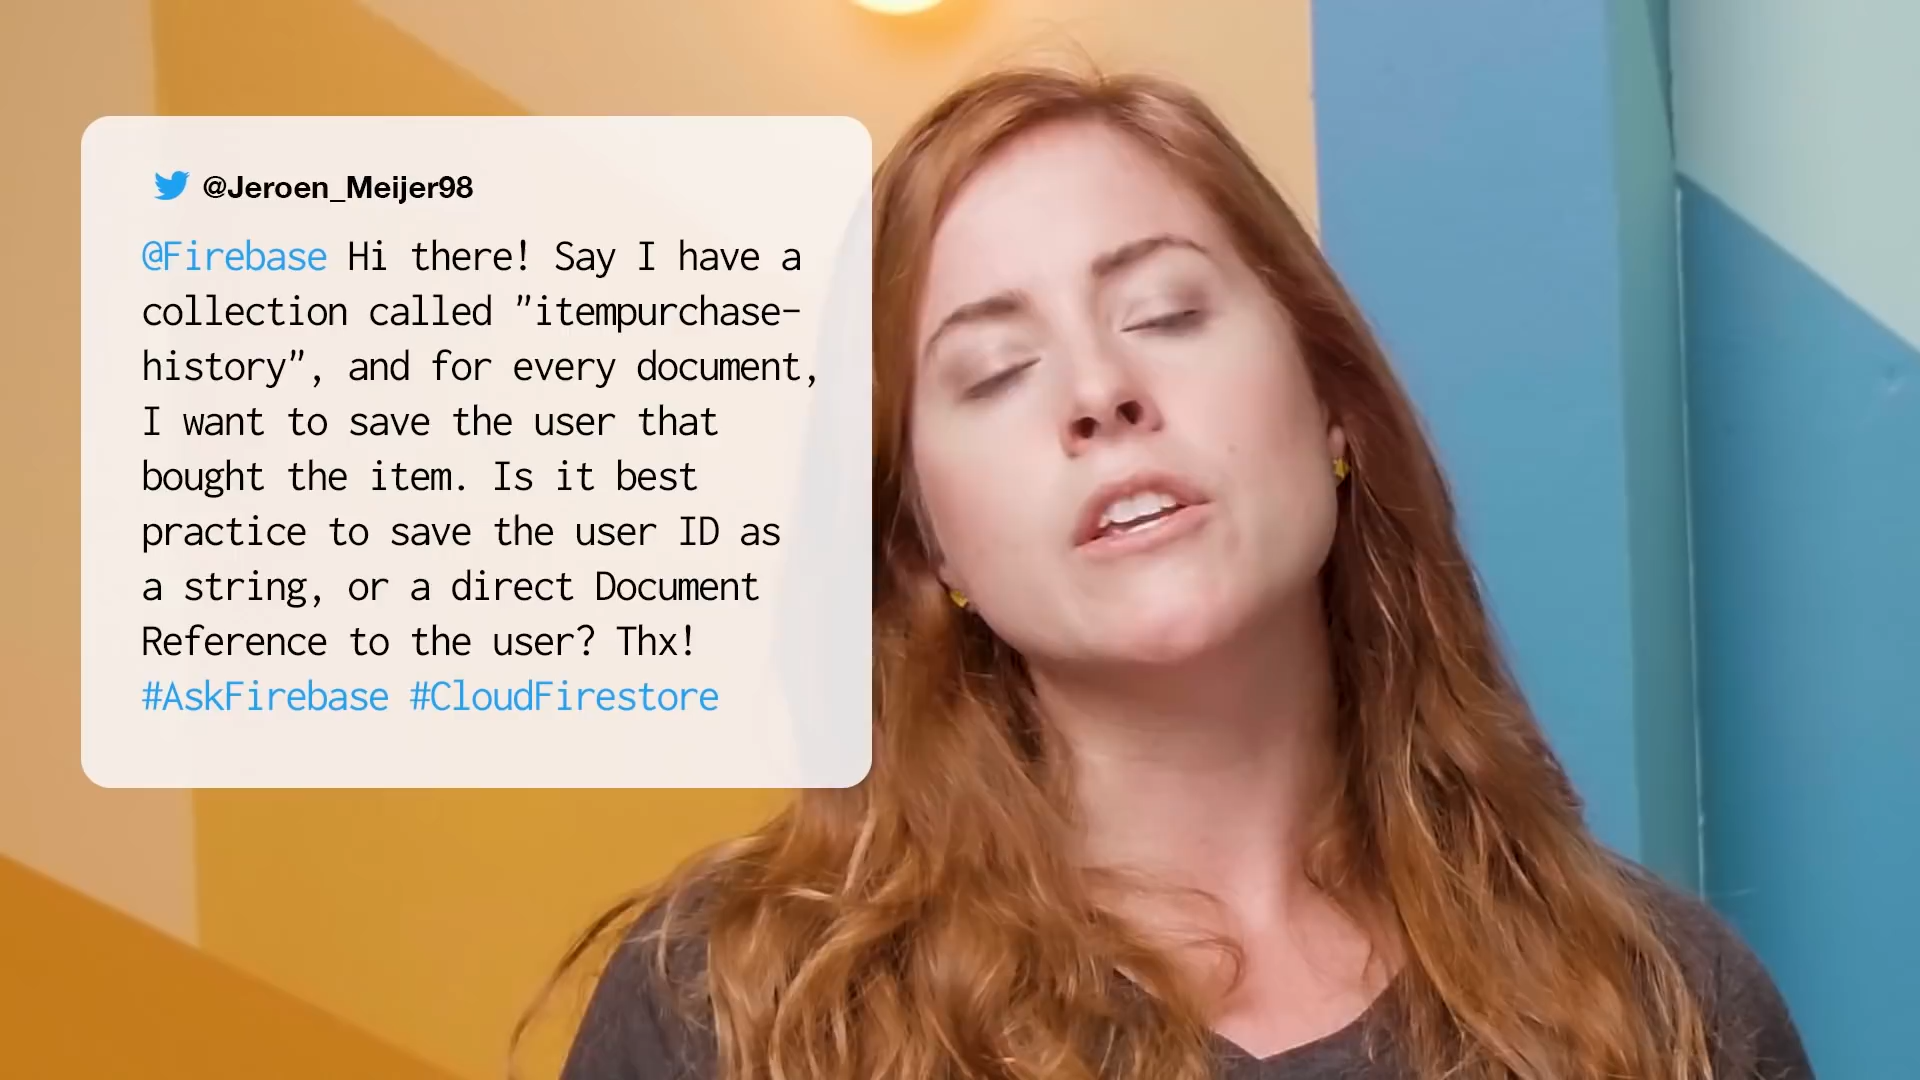 @Jeroen_Meijer98
@Firebase Hi there! Say I have a
collection called "itempurchase-
history", and for every document,
I want to save the user that
bought the item. Is it best
practice to save the user ID as
a string, or a direct Document
Reference to the user? Thx!
#AskFirebase #CloudFirestore